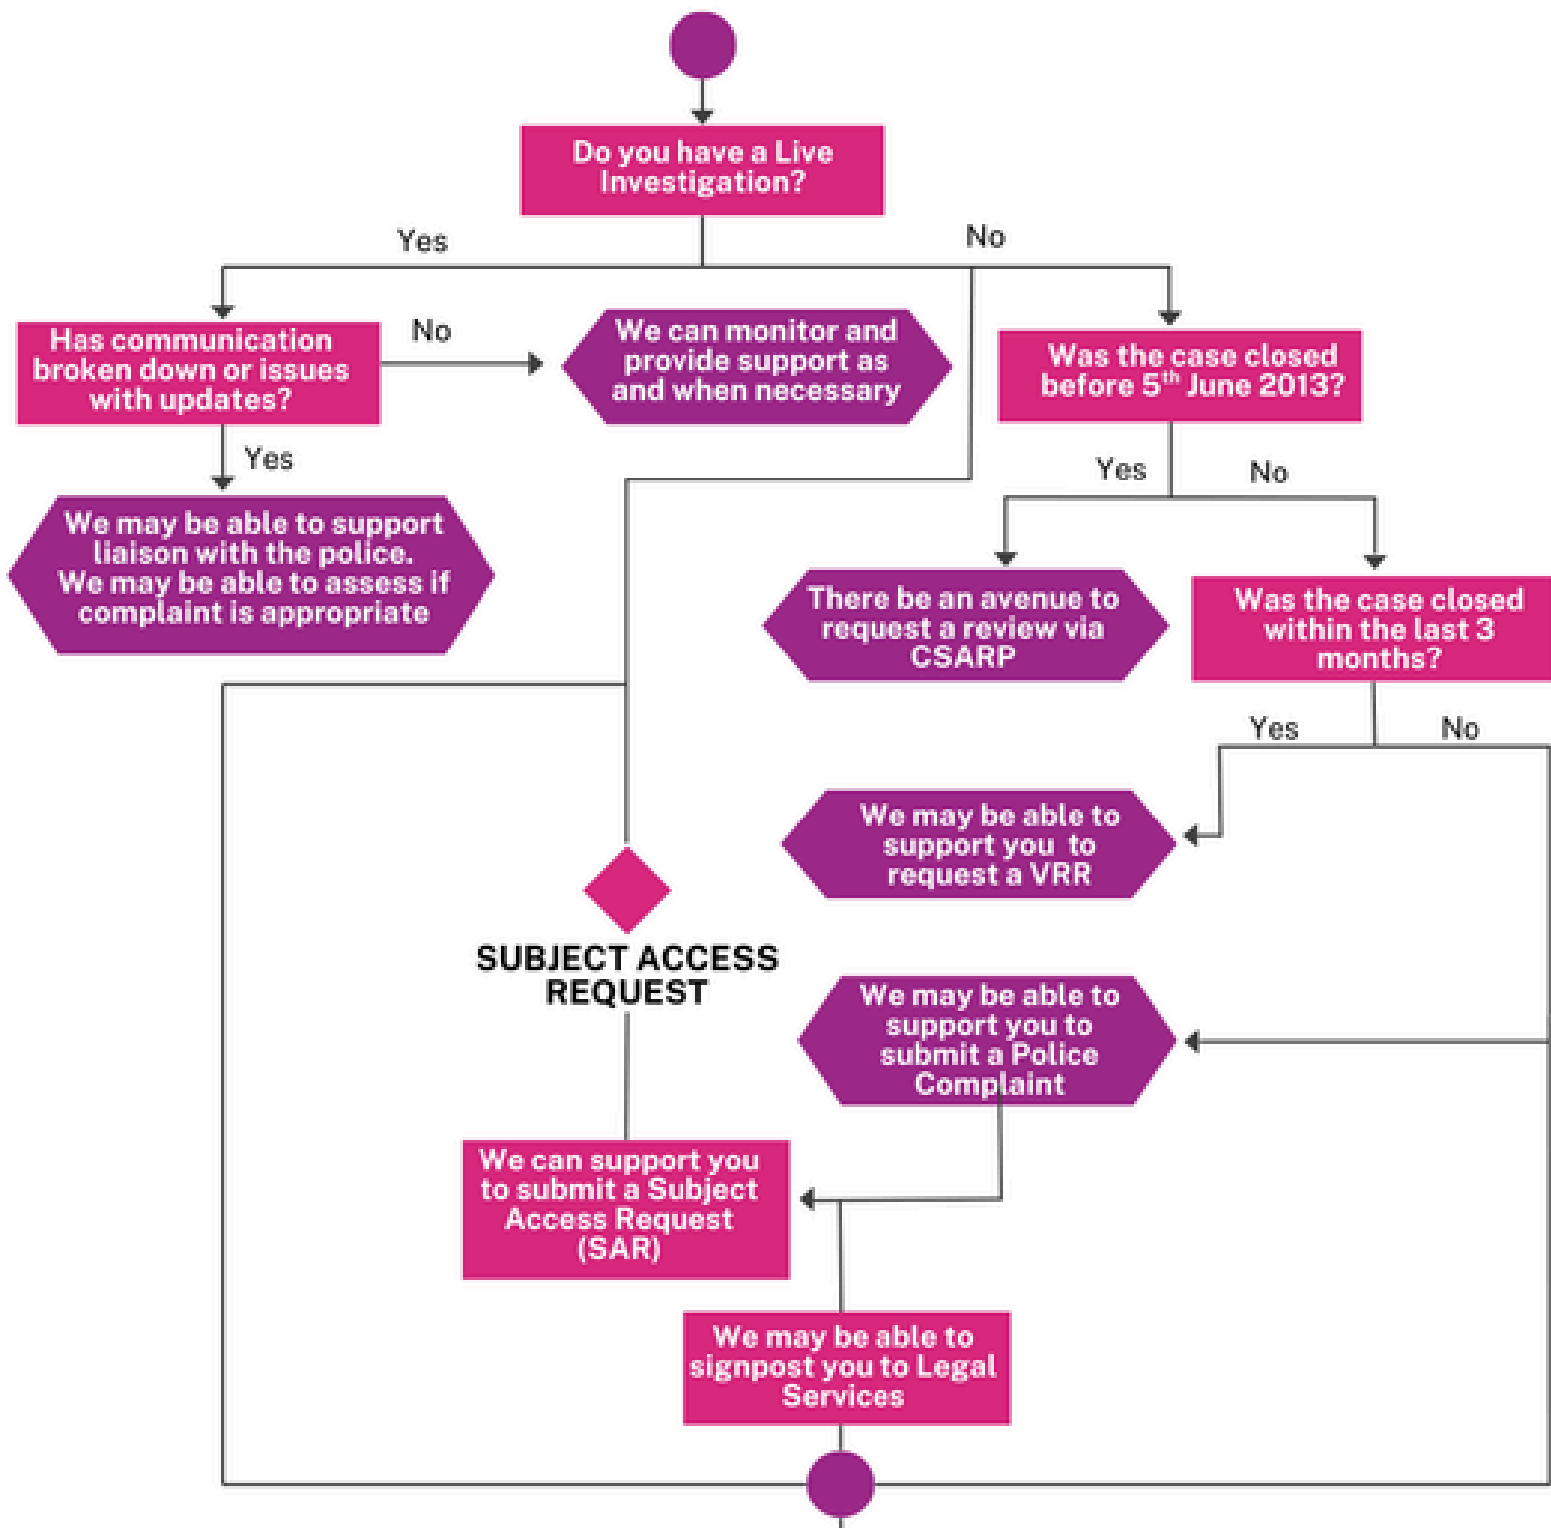 Do you have a Live
Investigation?
Yes
No
Has communication
broken down or issues
with updates?
No
We can monitor and
provide support as
and when necessary
Was the case closed
before 5th June 2013?
Yes
We may be able to support
liaison with the police.
We may be able to assess if
complaint is appropriate
Yes
No
There be an avenue to
request a review via
CSARP
Was the case closed
within the last 3
months?
Yes
No
We may be able to
support you to
request a VRR
SUBJECT ACCESS
REQUEST
We may be able to
support you to
submit a Police
Complaint
We can support you
to submit a Subject
Access Request
(SAR)
We may be able to
signpost you to Legal
Services